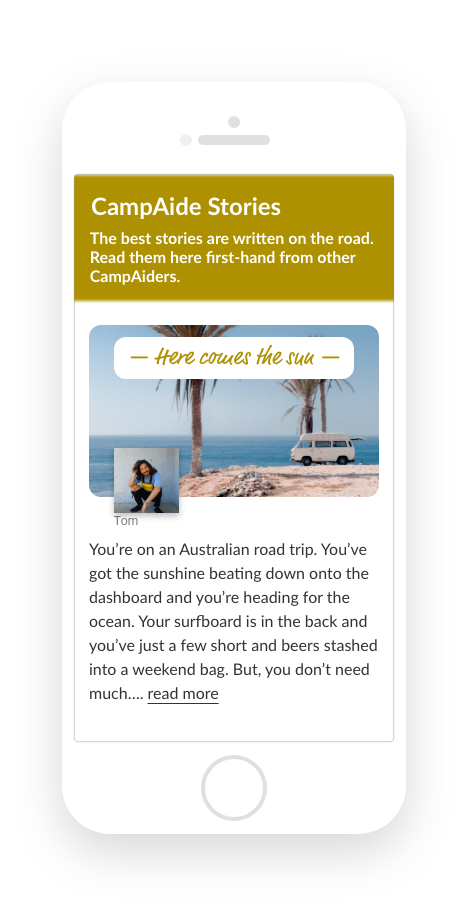 CampAide Stories
The best stories are written on the road.
Read them here first-hand from other
CampAiders.
— Here comes the sun —
Tom
You’re on an Australian road trip. You’ve
got the sunshine beating down onto the
dashboard and you’re heading for the
ocean. Your surfboard is in the back and
you’ve just a few short and beers stashed
into a weekend bag. But, you don’t need
much.... read more